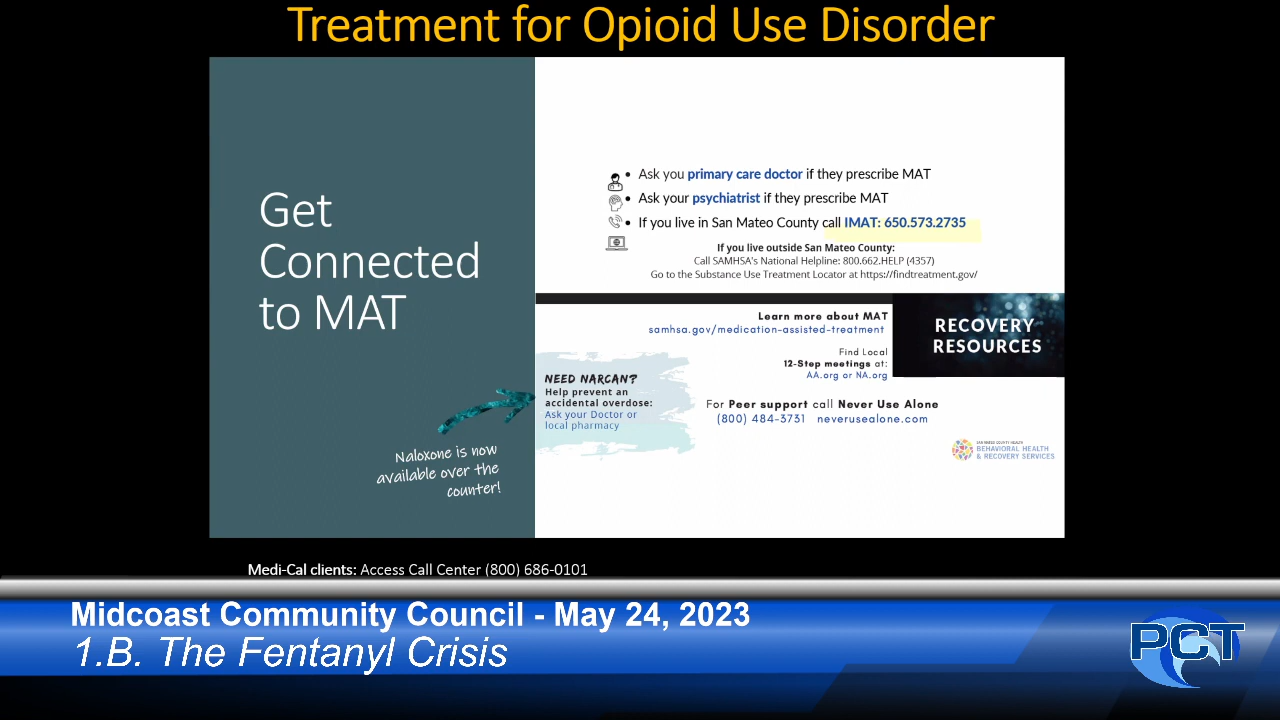 Treatment for Opioid Use Disorder
Get
Connected
to MAT
Naloxone is now
available over the
counter!
• Ask you primary care doctor if they prescribe MAT
• Ask your psychiatrist if they prescribe MAT
• If you live in San Mateo County call IMAT: 650.573.2735
If you live outside San Mateo County:
Call SAMHSA's National Helpline: 800.662.HELP (4357)
Go to the Substance Use Treatment Locator at https://findtreatment.gov/
Learn more about MAT
samhsa.gov/medication-assisted-treatment
RECOVERY
RESOURCES
Find Local
12-Step meetings at:
AA.org or NA.org
NEED NARCAN?
Help prevent an
accidental overdose:
Ask your Doctor or
local pharmacy
For Peer support call Never Use Alone
(800) 484-3731 neverusealone.com
SAN MATEO COUNTY HEALTH
BEHAVIORAL HEALTH
& RECOVERY SERVICES
Medi-Cal clients: Access Call Center (800) 686-0101
Midcoast Community Council - May 24, 2023
1.B. The Fentanyl Crisis
PCT